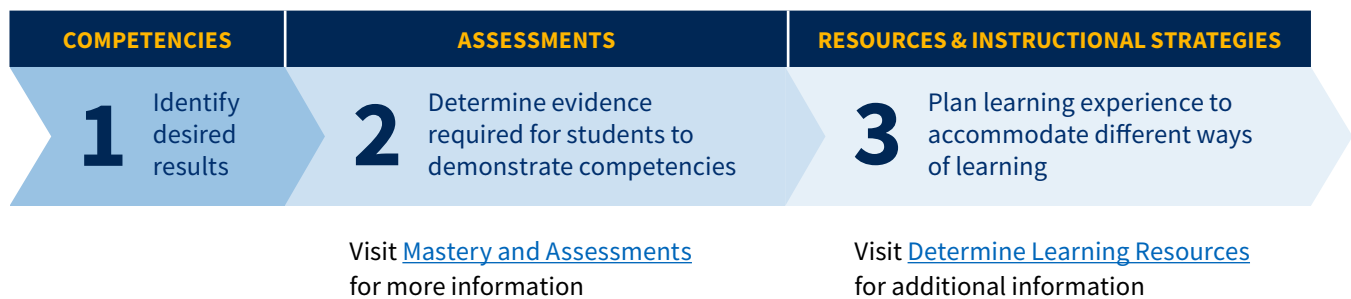 COMPETENCIES
ASSESSMENTS
RESOURCES & INSTRUCTIONAL STRATEGIES
1
Identify
desired
results
2
Determine evidence
required for students to
demonstrate competencies
3
Plan learning experience to
accommodate different ways
of learning
Visit Mastery and Assessments
for more information
Visit Determine Learning Resources
for additional information